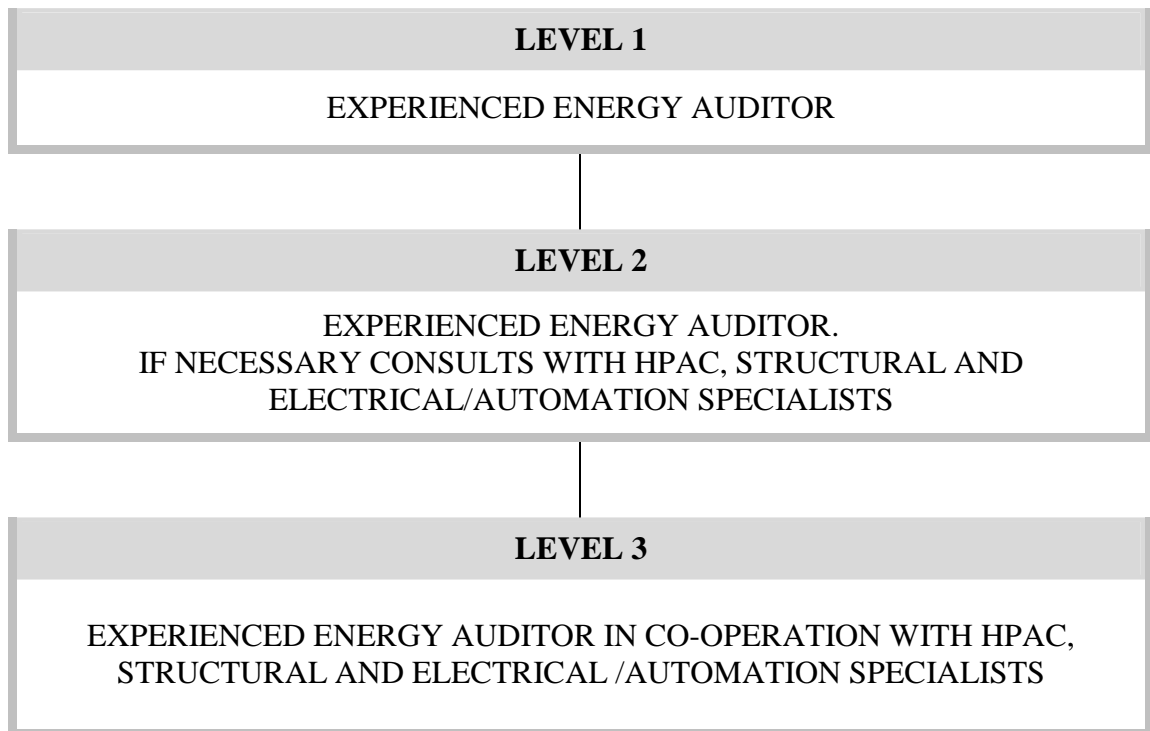 LEVEL 1
EXPERIENCED ENERGY AUDITOR
LEVEL 2
EXPERIENCED ENERGY AUDITOR.
IF NECESSARY CONSULTS WITH HPAC, STRUCTURAL AND
ELECTRICAL/AUTOMATION SPECIALISTS
LEVEL 3
EXPERIENCED ENERGY AUDITOR IN CO-OPERATION WITH HPAC,
STRUCTURAL AND ELECTRICAL /AUTOMATION SPECIALISTS